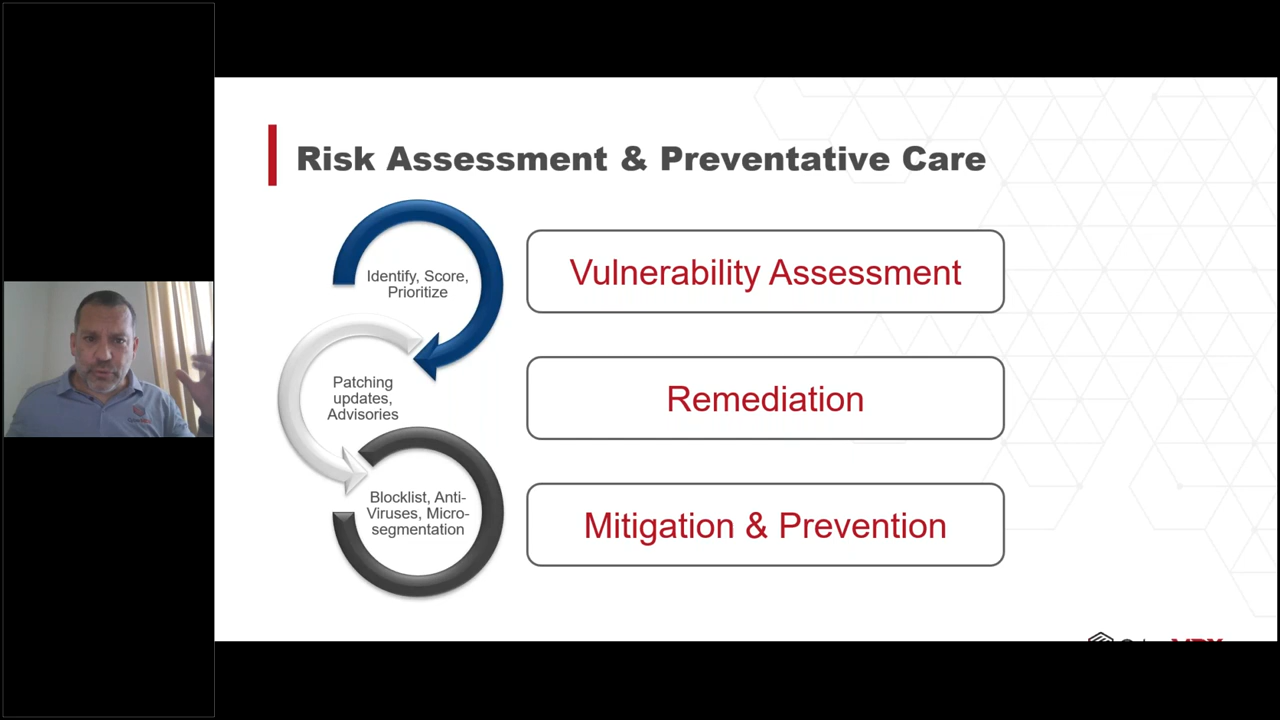 Risk Assessment & Preventative Care
Identify, Score,
Prioritize
Vulnerability Assessment
Patching
updates,
Advisories
Remediation
Blocklist, Anti-
Viruses, Micro-
segmentation
Mitigation & Prevention